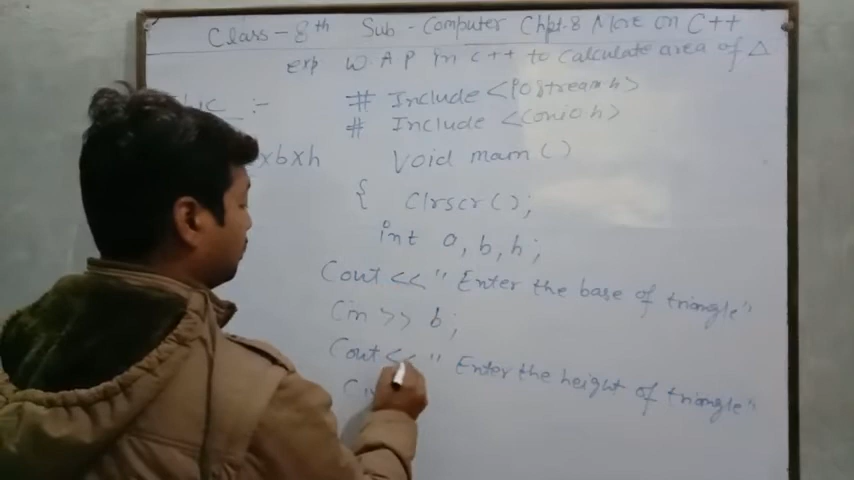 Class - 8th Sub - Computer Chpt. 8 More on C++
exp W.A.P in C++ to calculate area of Δ
# Include <iostream.h>
# Include <conio.h>
×b×h Void main ()
{ Clrscr ();
int a, b, h;
Cout << " Enter the base of triangle"
Cin >> b;
Cout << " Enter the height of triangle"